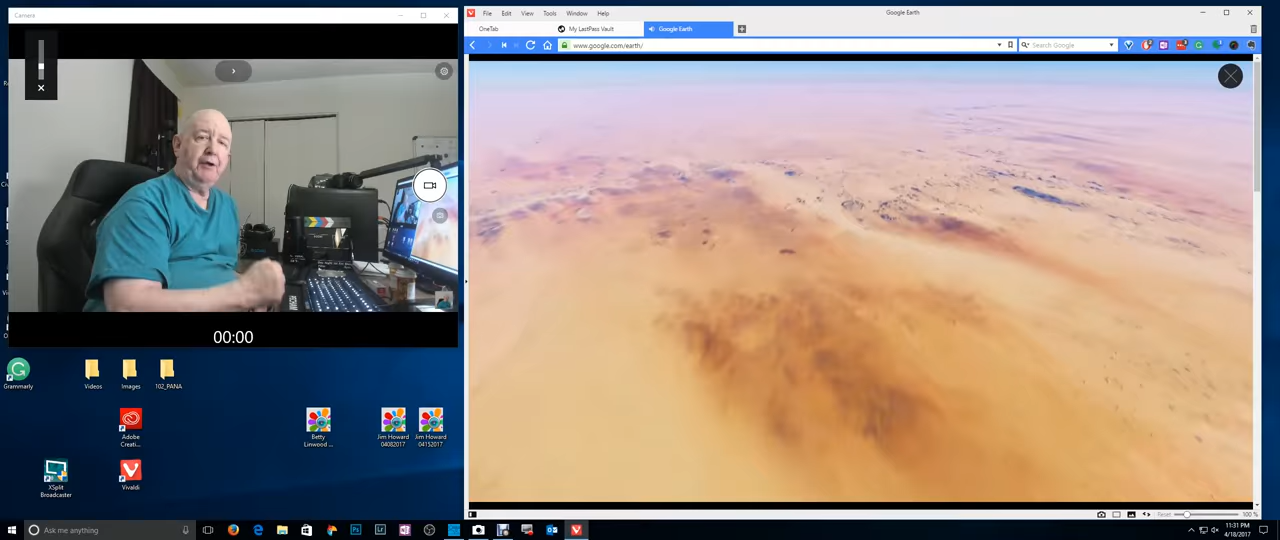 Camera
00:00
Grammarly
Videos
Images
102_PANA
Adobe
Creati...
Betty
Linwood ...
Jim Howard
04082017
Jim Howard
04152017
XSplit
Broadcaster
Vivaldi
File Edit View Tools Window Help
Google Earth
OneTab
My LastPass Vault
Google Earth
www.google.com/earth/
Search Google
Reset
100 %
Ask me anything
11:31 PM
4/18/2017